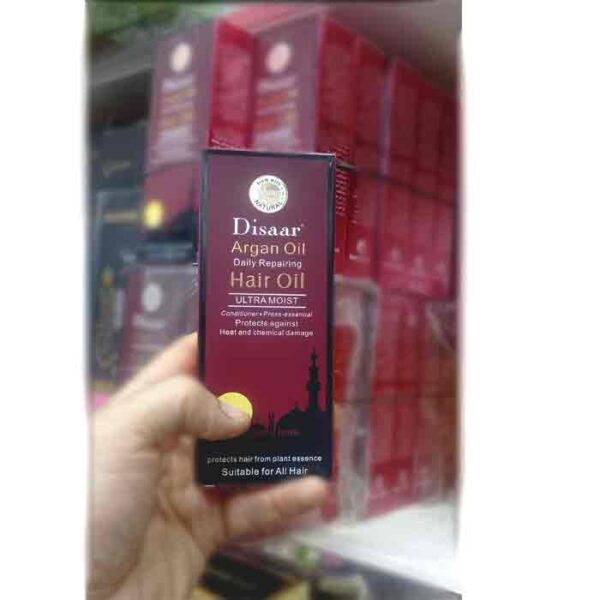 NATURAL
Disaar
Argan Oil
Daily Repairing
Hair Oil
ULTRA MOIST
Conditioner • Press-essencal
Protects against
Heat and chemical damage
protects hair from plant essence
Suitable for All Hair